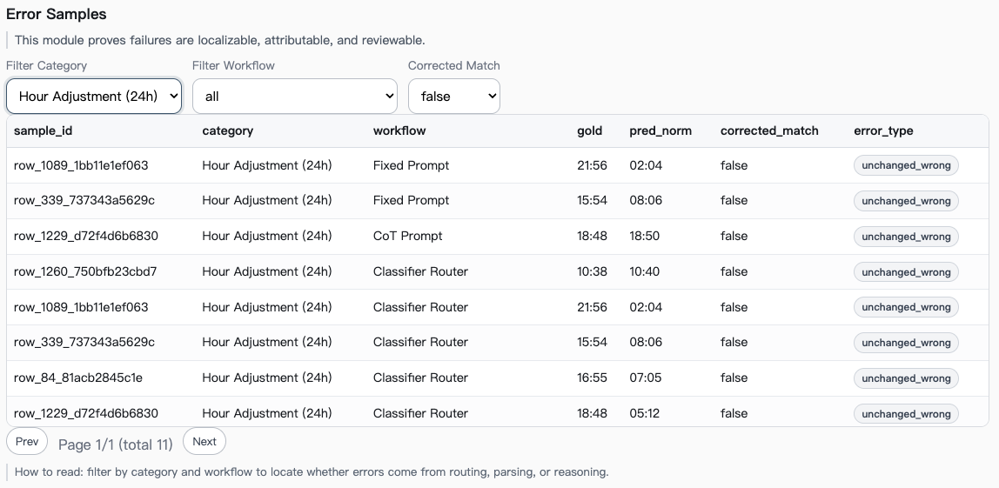 Error Samples
This module proves failures are localizable, attributable, and reviewable.
Filter Category Filter Workflow Corrected Match
Hour Adjustment (24h) all false
sample_id category workflow gold pred_norm corrected_match error_type
row_1089_1bb11e1ef063 Hour Adjustment (24h) Fixed Prompt 21:56 02:04 false unchanged_wrong
row_339_737343a5629c Hour Adjustment (24h) Fixed Prompt 15:54 08:06 false unchanged_wrong
row_1229_d72f4d6b6830 Hour Adjustment (24h) CoT Prompt 18:48 18:50 false unchanged_wrong
row_1260_750bfb23cbd7 Hour Adjustment (24h) Classifier Router 10:38 10:40 false unchanged_wrong
row_1089_1bb11e1ef063 Hour Adjustment (24h) Classifier Router 21:56 02:04 false unchanged_wrong
row_339_737343a5629c Hour Adjustment (24h) Classifier Router 15:54 08:06 false unchanged_wrong
row_84_81acb2845c1e Hour Adjustment (24h) Classifier Router 16:55 07:05 false unchanged_wrong
row_1229_d72f4d6b6830 Hour Adjustment (24h) Classifier Router 18:48 05:12 false unchanged_wrong
Prev Page 1/1 (total 11) Next
How to read: filter by category and workflow to locate whether errors come from routing, parsing, or reasoning.